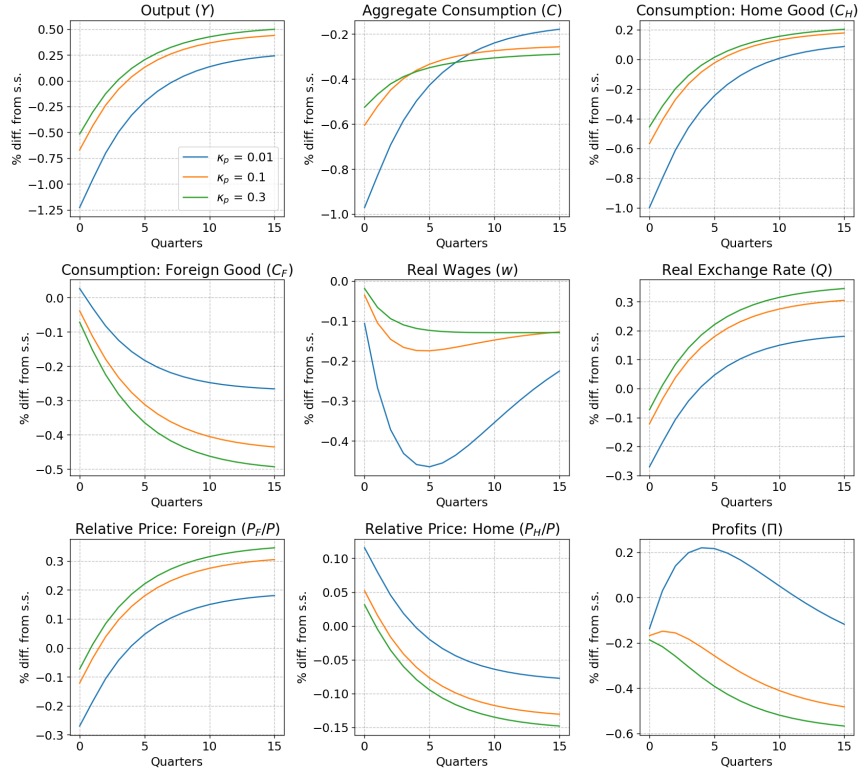 Output (Y)
0.50
0.25
0.00
−0.25
−0.50
−0.75
−1.00
−1.25
% diff. from s.s.
κp = 0.01
κp = 0.1
κp = 0.3
0 5 10 15
Quarters
Aggregate Consumption (C)
−0.2
−0.4
−0.6
−0.8
−1.0
% diff. from s.s.
0 5 10 15
Quarters
Consumption: Home Good (CH)
0.2
0.0
−0.2
−0.4
−0.6
−0.8
−1.0
% diff. from s.s.
0 5 10 15
Quarters
Consumption: Foreign Good (CF)
0.0
−0.1
−0.2
−0.3
−0.4
−0.5
% diff. from s.s.
0 5 10 15
Quarters
Real Wages (w)
0.0
−0.1
−0.2
−0.3
−0.4
% diff. from s.s.
0 5 10 15
Quarters
Real Exchange Rate (Q)
0.3
0.2
0.1
0.0
−0.1
−0.2
−0.3
% diff. from s.s.
0 5 10 15
Quarters
Relative Price: Foreign (PF/P)
0.3
0.2
0.1
0.0
−0.1
−0.2
−0.3
% diff. from s.s.
0 5 10 15
Quarters
Relative Price: Home (PH/P)
0.10
0.05
0.00
−0.05
−0.10
−0.15
% diff. from s.s.
0 5 10 15
Quarters
Profits (Π)
0.2
0.0
−0.2
−0.4
−0.6
% diff. from s.s.
0 5 10 15
Quarters